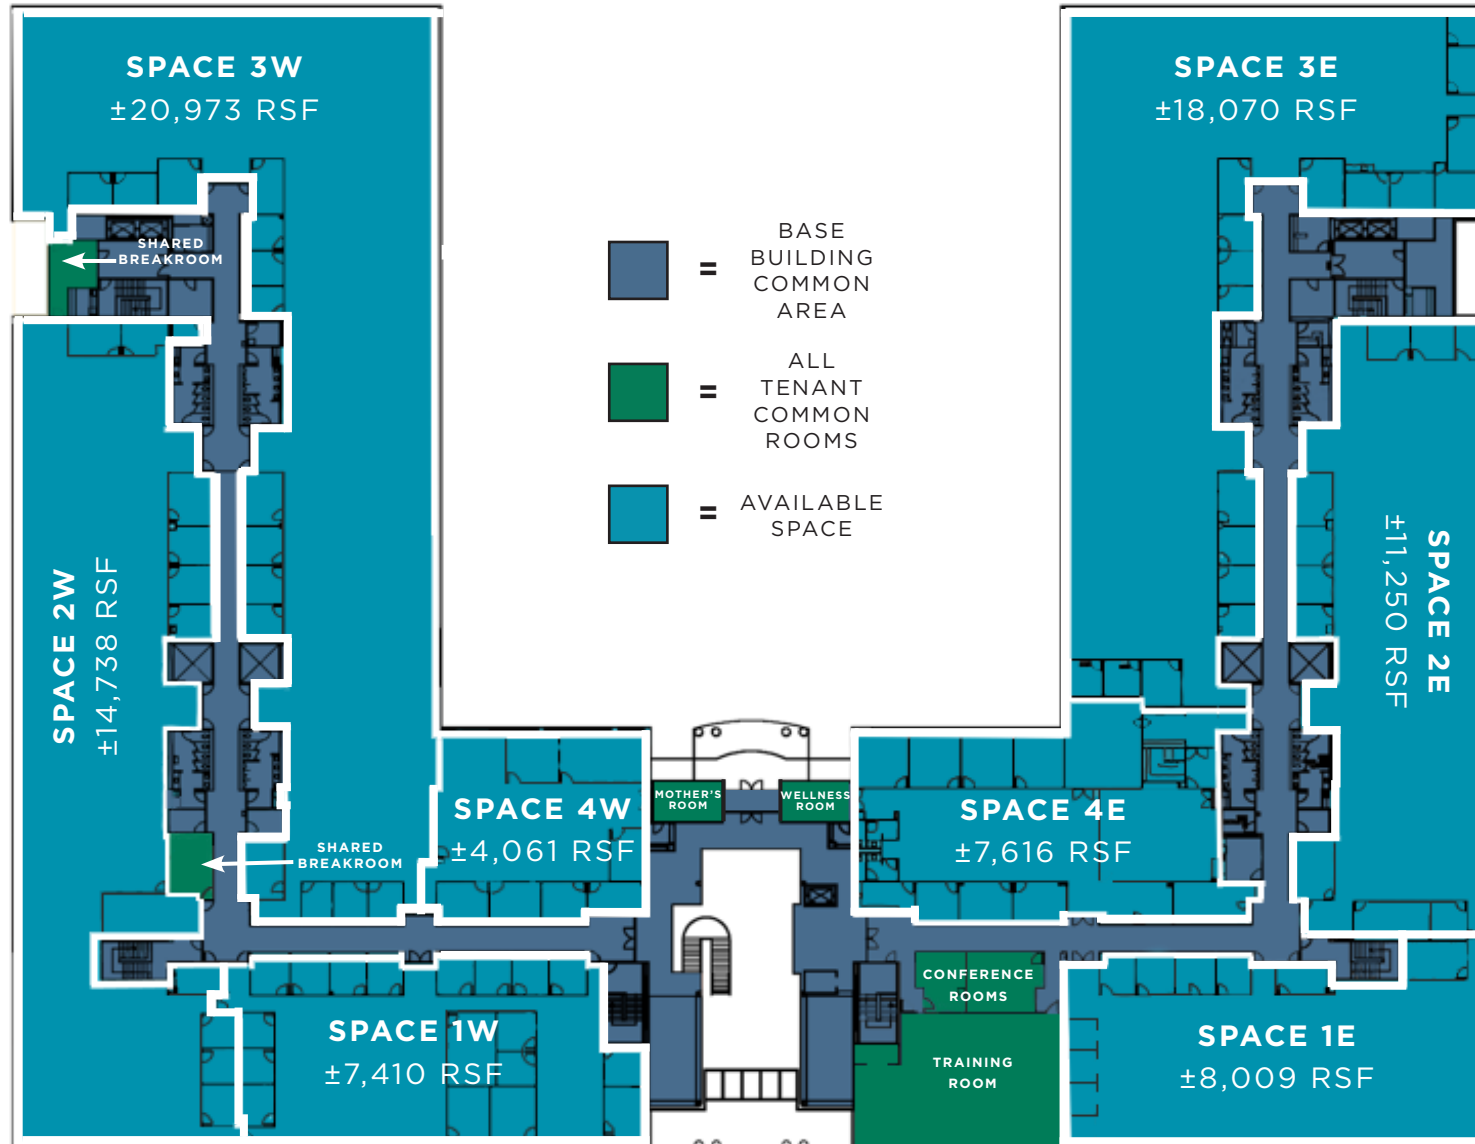 SPACE 3W
±20,973 RSF
SPACE 3E
±18,070 RSF
SHARED
BREAKROOM
=
BASE
BUILDING
COMMON
AREA
=
ALL
TENANT
COMMON
ROOMS
=
AVAILABLE
SPACE
SPACE 2W
±14,738 RSF
SPACE 2E
±11,250 RSF
MOTHER'S
ROOM
WELLNESS
ROOM
SPACE 4W
±4,061 RSF
SPACE 4E
±7,616 RSF
SHARED
BREAKROOM
CONFERENCE
ROOMS
SPACE 1W
±7,410 RSF
TRAINING
ROOM
SPACE 1E
±8,009 RSF